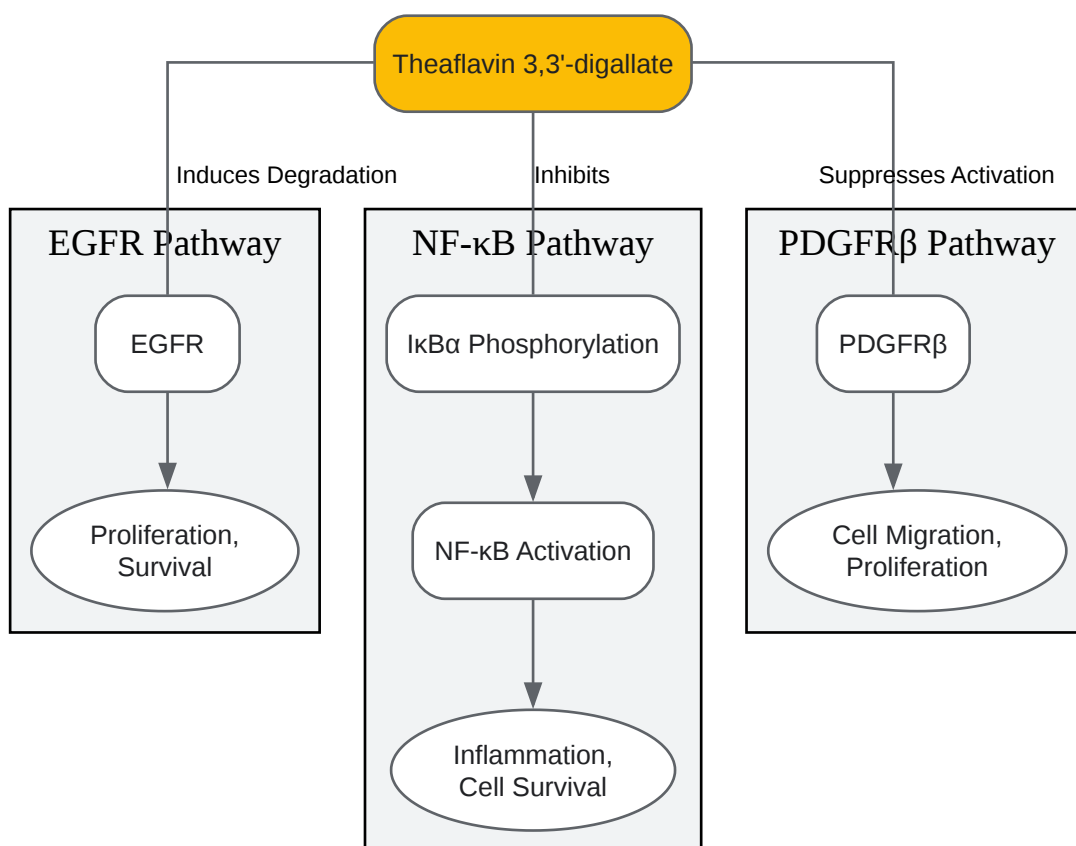 Theaflavin 3,3'-digallate
Induces Degradation
Inhibits
Suppresses Activation
EGFR Pathway
NF-κB Pathway
PDGFRβ Pathway
EGFR
IκBα Phosphorylation
PDGFRβ
Proliferation,
Survival
NF-κB Activation
Cell Migration,
Proliferation
Inflammation,
Cell Survival